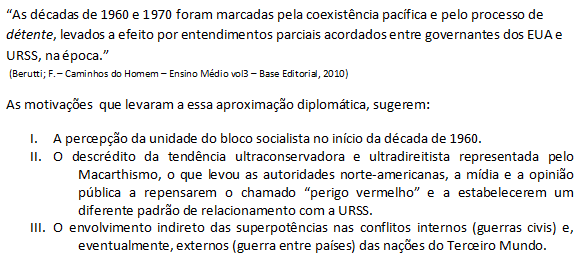 “As décadas de 1960 e 1970 foram marcadas pela coexistência pacífica e pelo processo de
détente, levados a efeito por entendimentos parciais acordados entre governantes dos EUA e
URSS, na época.”
(Berutti; F. – Caminhos do Homem – Ensino Médio vol3 – Base Editorial, 2010)
As motivações que levaram a essa aproximação diplomática, sugerem:
I. A percepção da unidade do bloco socialista no início da década de 1960.
II. O descrédito da tendência ultraconservadora e ultradireitista representada pelo
Macarthismo, o que levou as autoridades norte-americanas, a mídia e a opinião
pública a repensarem o chamado “perigo vermelho” e a estabelecerem um
diferente padrão de relacionamento com a URSS.
III. O envolvimento indireto das superpotências nas conflitos internos (guerras civis) e,
eventualmente, externos (guerra entre países) das nações do Terceiro Mundo.